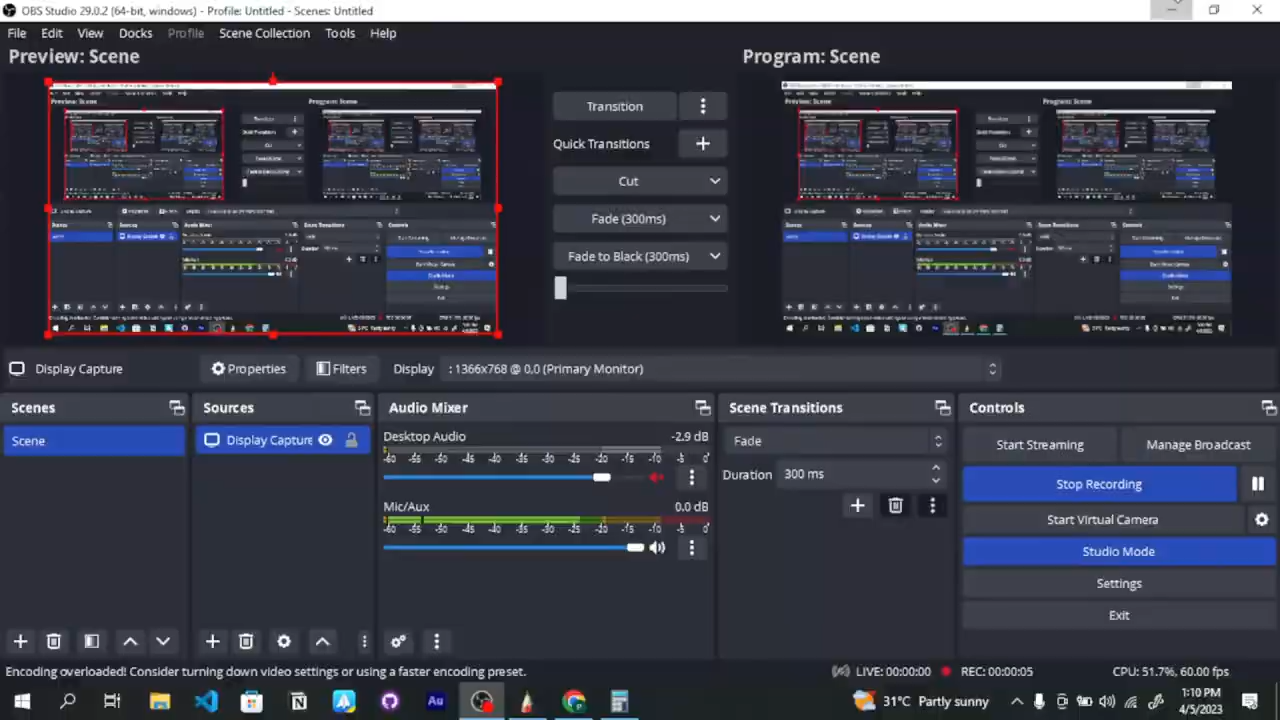 OBS Studio 29.0.2 (64-bit, windows) - Profile: Untitled - Scenes: Untitled
File Edit View Docks Profile Scene Collection Tools Help
Preview: Scene
Program: Scene
Transition
Quick Transitions
Cut
Fade (300ms)
Fade to Black (300ms)
Display Capture Properties Filters Display : 1366x768 @ 0,0 (Primary Monitor)
Scenes
Scene
Sources
Display Capture
Audio Mixer
Desktop Audio -2.9 dB
-60 -55 -50 -45 -40 -35 -30 -25 -20 -15 -10 -5 0
Mic/Aux 0.0 dB
-60 -55 -50 -45 -40 -35 -30 -25 -20 -15 -10 -5 0
Scene Transitions
Fade
Duration 300 ms
Controls
Start Streaming Manage Broadcast
Stop Recording
Start Virtual Camera
Studio Mode
Settings
Exit
Encoding overloaded! Consider turning down video settings or using a faster encoding preset.
LIVE: 00:00:00 REC: 00:00:05 CPU: 51.7%, 60.00 fps
Au
31°C Partly sunny
1:10 PM
4/5/2023